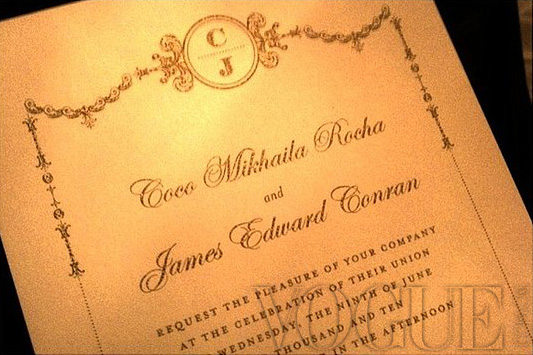 C
J
Coco Mikhaila Rocha
and
James Edward Conran
REQUEST THE PLEASURE OF YOUR COMPANY
AT THE CELEBRATION OF THEIR UNION
WEDNESDAY, THE NINTH OF JUNE
THOUSAND AND TEN
IN THE AFTERNOON
VOGUE